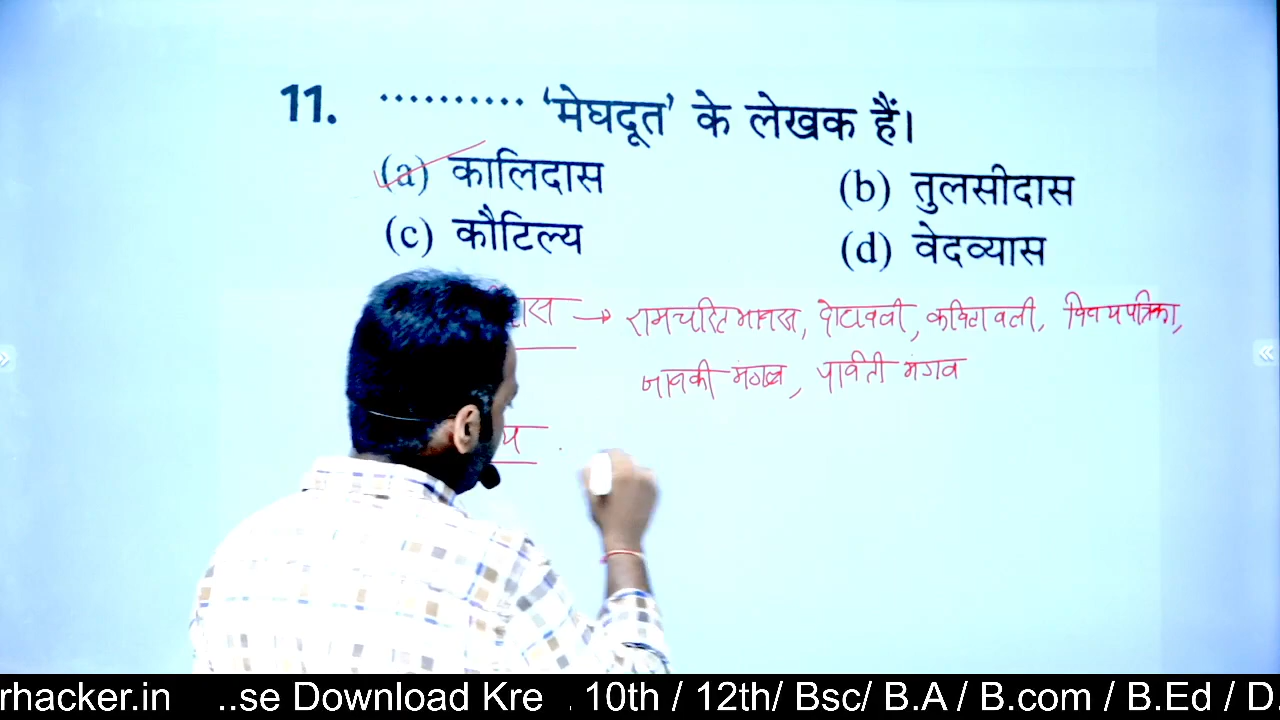 11. .......... 'मेघदूत' के लेखक हैं।
(a) कालिदास (b) तुलसीदास
(c) कौटिल्य (d) वेदव्यास
→ रामचरितमानस, दोहावली, कवितावली, विनयपत्रिका,
जानकी मंगल, पार्वती मंगल
rhacker.in ..se Download Kre . 10th / 12th/ Bsc/ B.A / B.com / B.Ed / D.